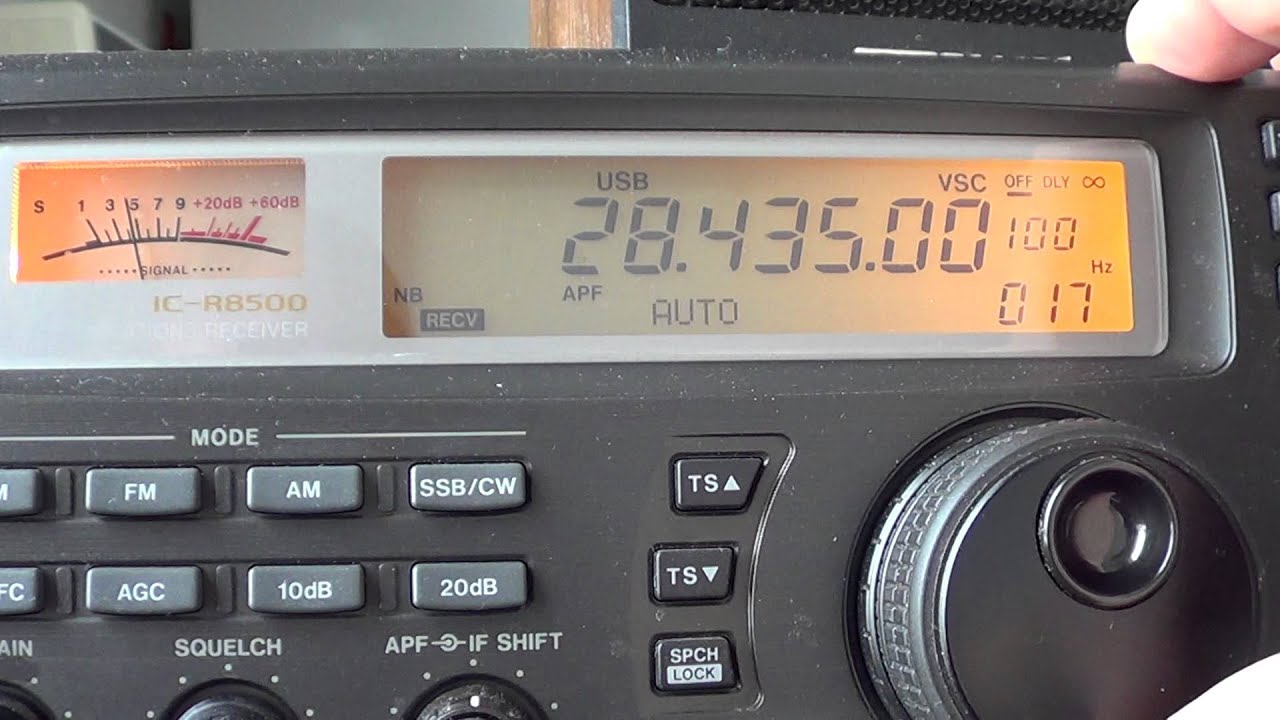 USB VSC OFF DLY ∞
S 1 3 5 7 9 +20dB +60dB
28.435.00 100
SIGNAL
Hz
NB APF
IC-R8500
RECV AUTO 017
RECEIVER
MODE
FM AM SSB/CW TS▲
AGC 10dB 20dB TS▼
SQUELCH APF IF SHIFT
SPCH
LOCK